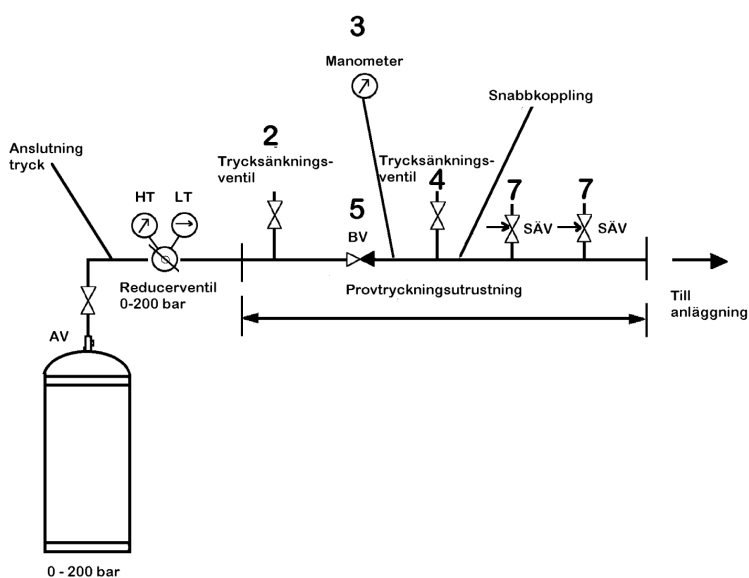 3
Manometer
Snabbkoppling
Anslutning
tryck
2
Trycksänknings-
ventil
Trycksänknings-
ventil
4
7
7
HT
LT
5
BV
SÄV
SÄV
Reducerventil
0-200 bar
Provtryckningsutrustning
Till
anläggning
AV
0 - 200 bar